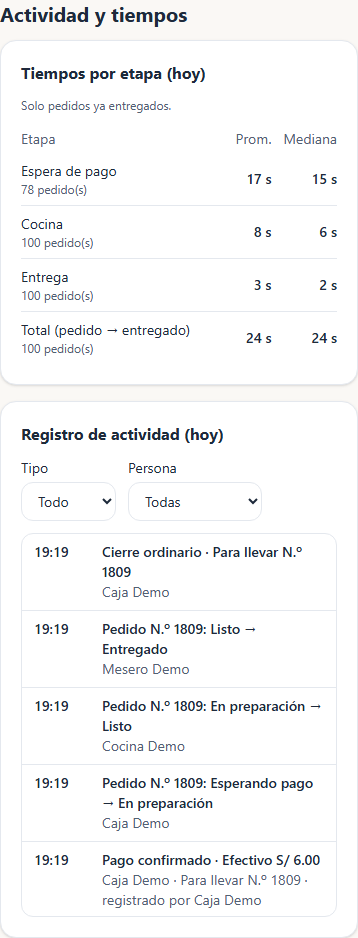 Actividad y tiempos
Tiempos por etapa (hoy)
Solo pedidos ya entregados.
Etapa Prom. Mediana
Espera de pago
78 pedido(s)
17 s 15 s
Cocina
100 pedido(s)
8 s 6 s
Entrega
100 pedido(s)
3 s 2 s
Total (pedido → entregado)
100 pedido(s)
24 s 24 s
Registro de actividad (hoy)
Tipo Persona
Todo Todas
19:19 Cierre ordinario · Para llevar N.º
1809
Caja Demo
19:19 Pedido N.º 1809: Listo →
Entregado
Mesero Demo
19:19 Pedido N.º 1809: En preparación →
Listo
Cocina Demo
19:19 Pedido N.º 1809: Esperando pago
→ En preparación
Caja Demo
19:19 Pago confirmado · Efectivo S/ 6.00
Caja Demo · Para llevar N.º 1809 ·
registrado por Caja Demo